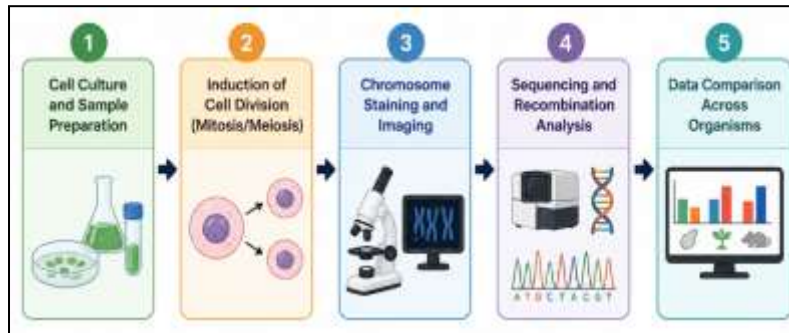 1
Cell Culture
and Sample
Preparation
2
Induction of
Cell Division
(Mitosis/Meiosis)
3
Chromosome
Staining and
Imaging
4
Sequencing and
Recombination
Analysis
5
Data Comparison
Across
Organisms